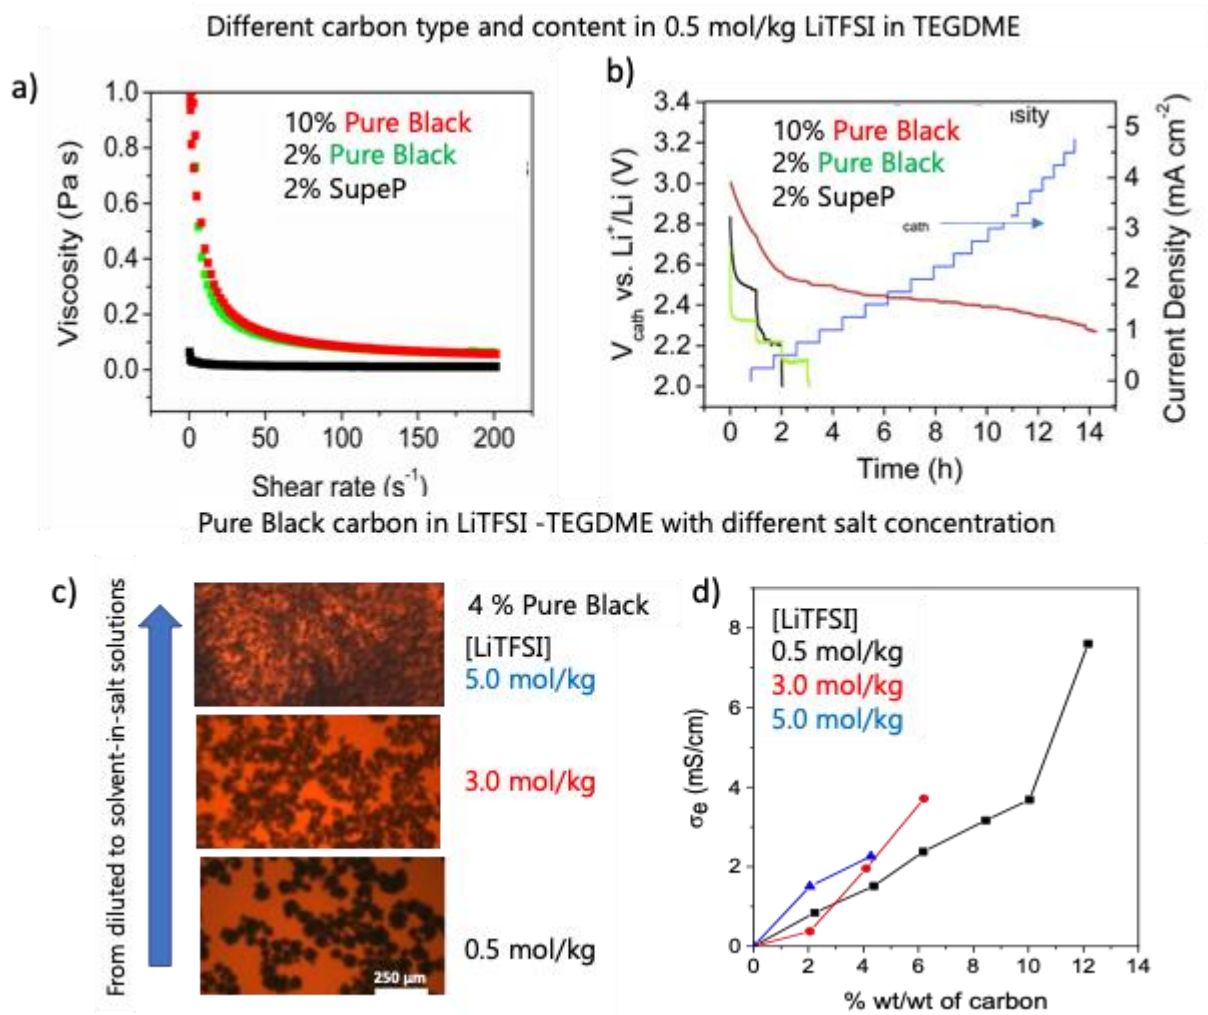 Different carbon type and content in 0.5 mol/kg LiTFSI in TEGDME
a)
1.0
0.8
0.6
0.4
0.2
0.0
Viscosity (Pa s)
10% Pure Black
2% Pure Black
2% SupeP
0 50 100 150 200
Shear rate (s⁻¹)
b)
3.4
3.2
3.0
2.8
2.6
2.4
2.2
2.0
V_cath vs. Li⁺/Li (V)
10% Pure Black
2% Pure Black
2% SupeP
sity
cath
5
4
3
2
1
0
Current Density (mA cm⁻²)
0 2 4 6 8 10 12 14
Time (h)
Pure Black carbon in LiTFSI -TEGDME with different salt concentration
c)
From diluted to solvent-in-salt solutions
4 % Pure Black
[LiTFSI]
5.0 mol/kg
3.0 mol/kg
0.5 mol/kg
250 µm
d)
8
6
4
2
0
σe (mS/cm)
[LiTFSI]
0.5 mol/kg
3.0 mol/kg
5.0 mol/kg
0 2 4 6 8 10 12 14
% wt/wt of carbon